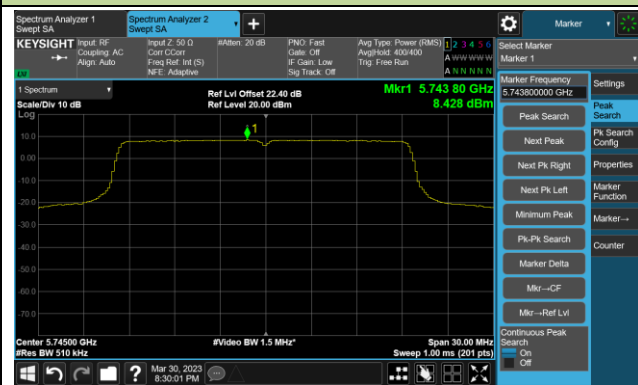 Spectrum Analyzer 1
Swept SA
Spectrum Analyzer 2
Swept SA
Marker
KEYSIGHT
Input: RF
Coupling: AC
Align: Auto
Input Z: 50 Ω
Corr CCorr
Freq Ref: Int (S)
NFE: Adaptive
#Atten: 20 dB
PNO: Fast
Gate: Off
IF Gain: Low
Sig Track: Off
Avg Type: Power (RMS)
Avg|Hold: 400/400
Trig: Free Run
1 2 3 4 5 6
A W W W W W
A N N N N N
Select Marker
Marker 1
1 Spectrum
Scale/Div 10 dB
Log
Ref Lvl Offset 22.40 dB
Ref Level 20.00 dBm
Mkr1 5.743 80 GHz
8.428 dBm
1
10.0
0.00
-10.0
-20.0
-30.0
-40.0
-50.0
-60.0
-70.0
Center 5.74500 GHz
#Res BW 510 kHz
#Video BW 1.5 MHz*
Span 30.00 MHz
Sweep 1.00 ms (201 pts)
Marker Frequency
5.743800000 GHz
Peak Search
Next Peak
Next Pk Right
Next Pk Left
Minimum Peak
Pk-Pk Search
Marker Delta
Mkr→CF
Mkr→Ref Lvl
Continuous Peak
Search
On
Off
Settings
Peak
Search
Pk Search
Config
Properties
Marker
Function
Marker→
Counter
Mar 30, 2023
8:30:01 PM